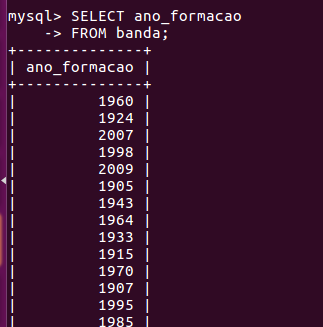 mysql> SELECT ano_formacao
    -> FROM banda;
+--------------+
| ano_formacao |
+--------------+
|         1960 |
|         1924 |
|         2007 |
|         1998 |
|         2009 |
|         1905 |
|         1943 |
|         1964 |
|         1933 |
|         1915 |
|         1970 |
|         1907 |
|         1995 |
|         1985 |